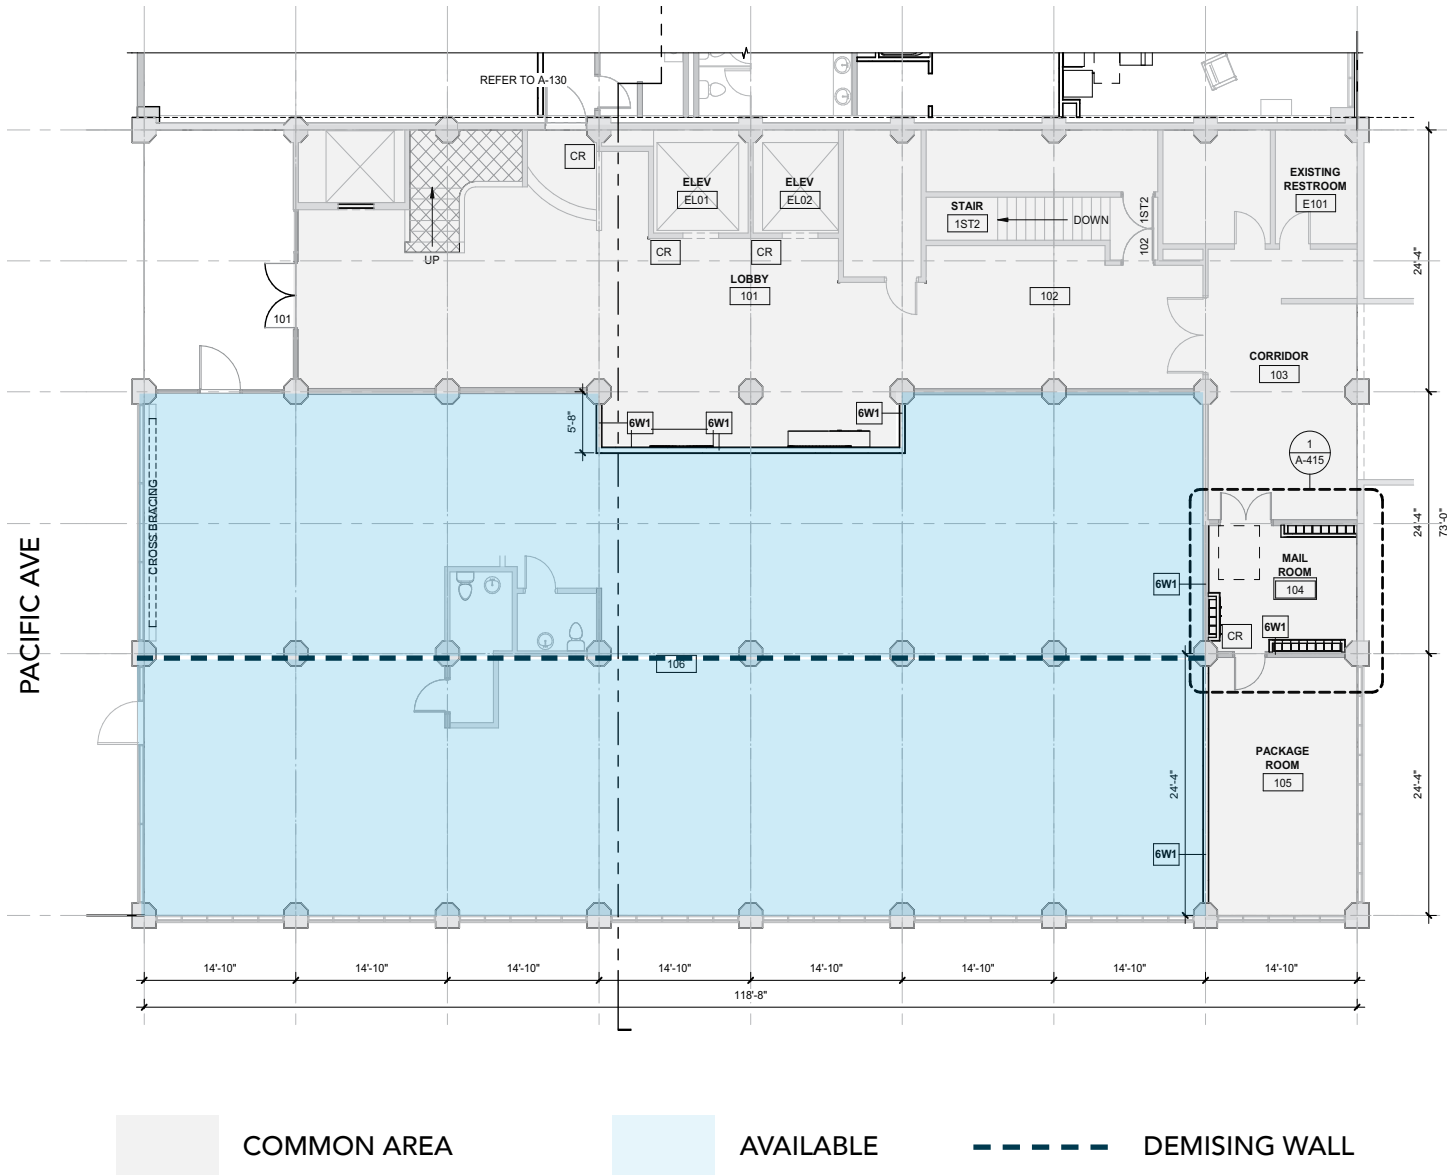 REFER TO A-130
CR
ELEV
EL01
ELEV
EL02
EXISTING
RESTROOM
E101
STAIR
1ST2
DOWN
1ST2
102
UP
CR
CR
LOBBY
101
102
24'-4"
101
CORRIDOR
103
5'-8"
6W1
6W1
6W1
1
A-415
CROSS BRACING
24'-4"
73'-0"
PACIFIC AVE
MAIL
ROOM
104
6W1
6W1
CR
106
PACKAGE
ROOM
105
24'-4"
24'-4"
6W1
14'-10"
14'-10"
14'-10"
14'-10"
14'-10"
14'-10"
14'-10"
14'-10"
118'-8"
COMMON AREA
AVAILABLE
DEMISING WALL